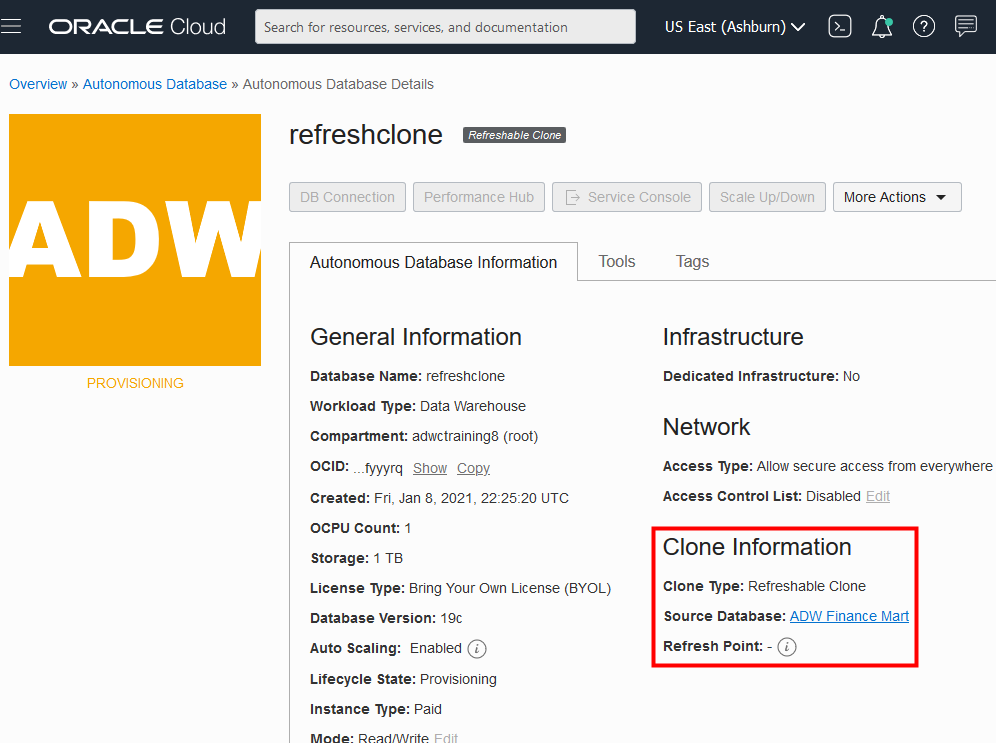 ORACLE Cloud
Search for resources, services, and documentation
US East (Ashburn)
Overview » Autonomous Database » Autonomous Database Details
ADW
PROVISIONING
refreshclone
Refreshable Clone
DB Connection
Performance Hub
Service Console
Scale Up/Down
More Actions
Autonomous Database Information
Tools
Tags
General Information
Database Name: refreshclone
Workload Type: Data Warehouse
Compartment: adwctraining8 (root)
OCID: ...fyyyrq Show Copy
Created: Fri, Jan 8, 2021, 22:25:20 UTC
OCPU Count: 1
Storage: 1 TB
License Type: Bring Your Own License (BYOL)
Database Version: 19c
Auto Scaling: Enabled i
Lifecycle State: Provisioning
Instance Type: Paid
Mode: Read/Write Edit
Infrastructure
Dedicated Infrastructure: No
Network
Access Type: Allow secure access from everywhere
Access Control List: Disabled Edit
Clone Information
Clone Type: Refreshable Clone
Source Database: ADW Finance Mart
Refresh Point: - i